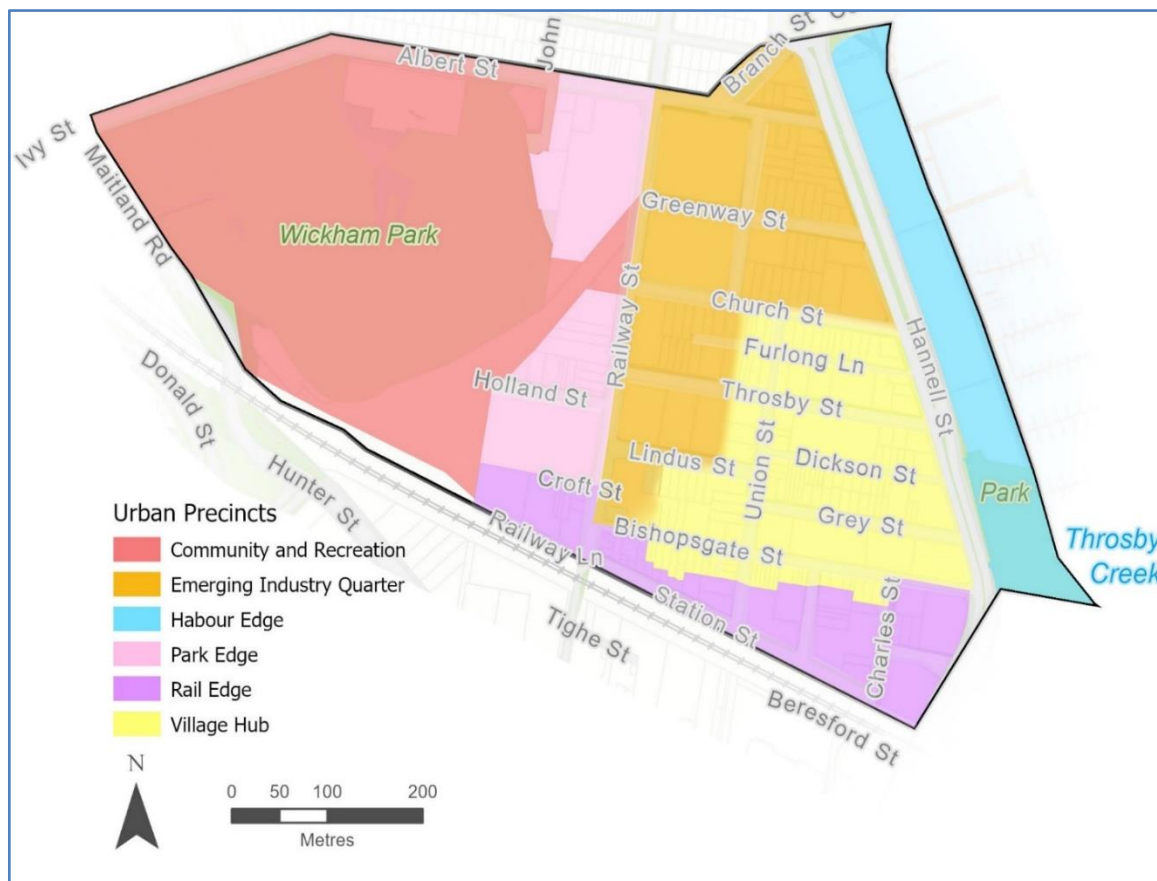 Albert St
John
Branch St
Ivy St
Maitland Rd
Wickham Park
Greenway St
Railway St
Church St
Furlong Ln
Hannell St
Donald St
Holland St
Throsby St
Union St
Lindus St
Dickson St
Hunter St
Croft St
Park
Grey St
Railway Ln
Bishopsgate St
Throsby
Creek
Station St
Charles St
Tighe St
Beresford St
Urban Precincts
Community and Recreation
Emerging Industry Quarter
Habour Edge
Park Edge
Rail Edge
Village Hub
N
0 50 100 200
Metres